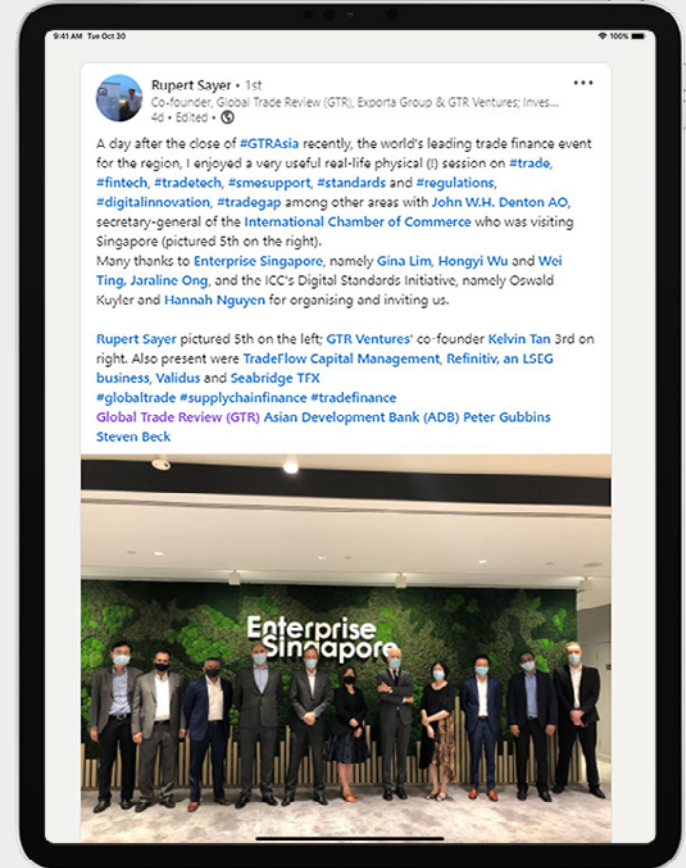 9:41 AM Tue Oct 30
100%
Rupert Sayer • 1st
Co-founder, Global Trade Review (GTR), Exporta Group & GTR Ventures; Inves...
4d • Edited •
A day after the close of #GTRAsia recently, the world's leading trade finance event
for the region, I enjoyed a very useful real-life physical (!) session on #trade,
#fintech, #tradetech, #smesupport, #standards and #regulations,
#digitalinnovation, #tradegap among other areas with John W.H. Denton AO,
secretary-general of the International Chamber of Commerce who was visiting
Singapore (pictured 5th on the right).
Many thanks to Enterprise Singapore, namely Gina Lim, Hongyi Wu and Wei
Ting, Jaraline Ong, and the ICC's Digital Standards Initiative, namely Oswald
Kuyler and Hannah Nguyen for organising and inviting us.
Rupert Sayer pictured 5th on the left; GTR Ventures' co-founder Kelvin Tan 3rd on
right. Also present were TradeFlow Capital Management, Refinitiv, an LSEG
business, Validus and Seabridge TFX
#globaltrade #supplychainfinance #tradefinance
Global Trade Review (GTR) Asian Development Bank (ADB) Peter Gubbins
Steven Beck
Enterprise
Singapore